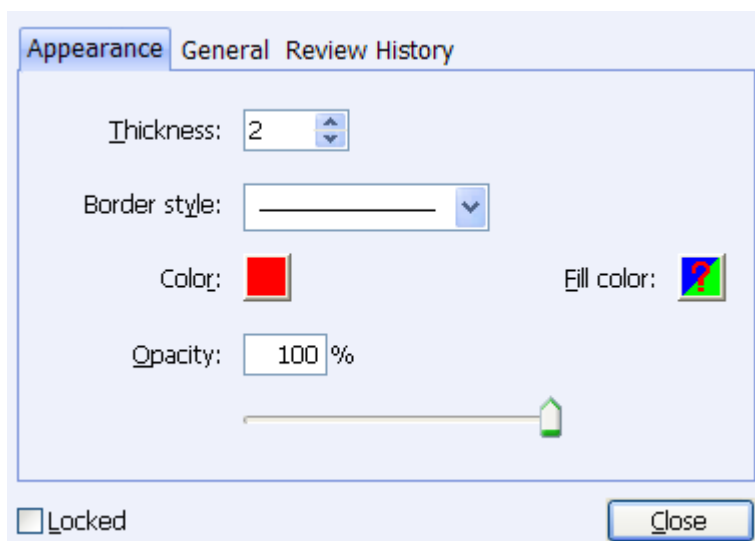 Appearance General Review History
Thickness: 2
Border style:
Color: Fill color: ?
Opacity: 100 %
Locked Close